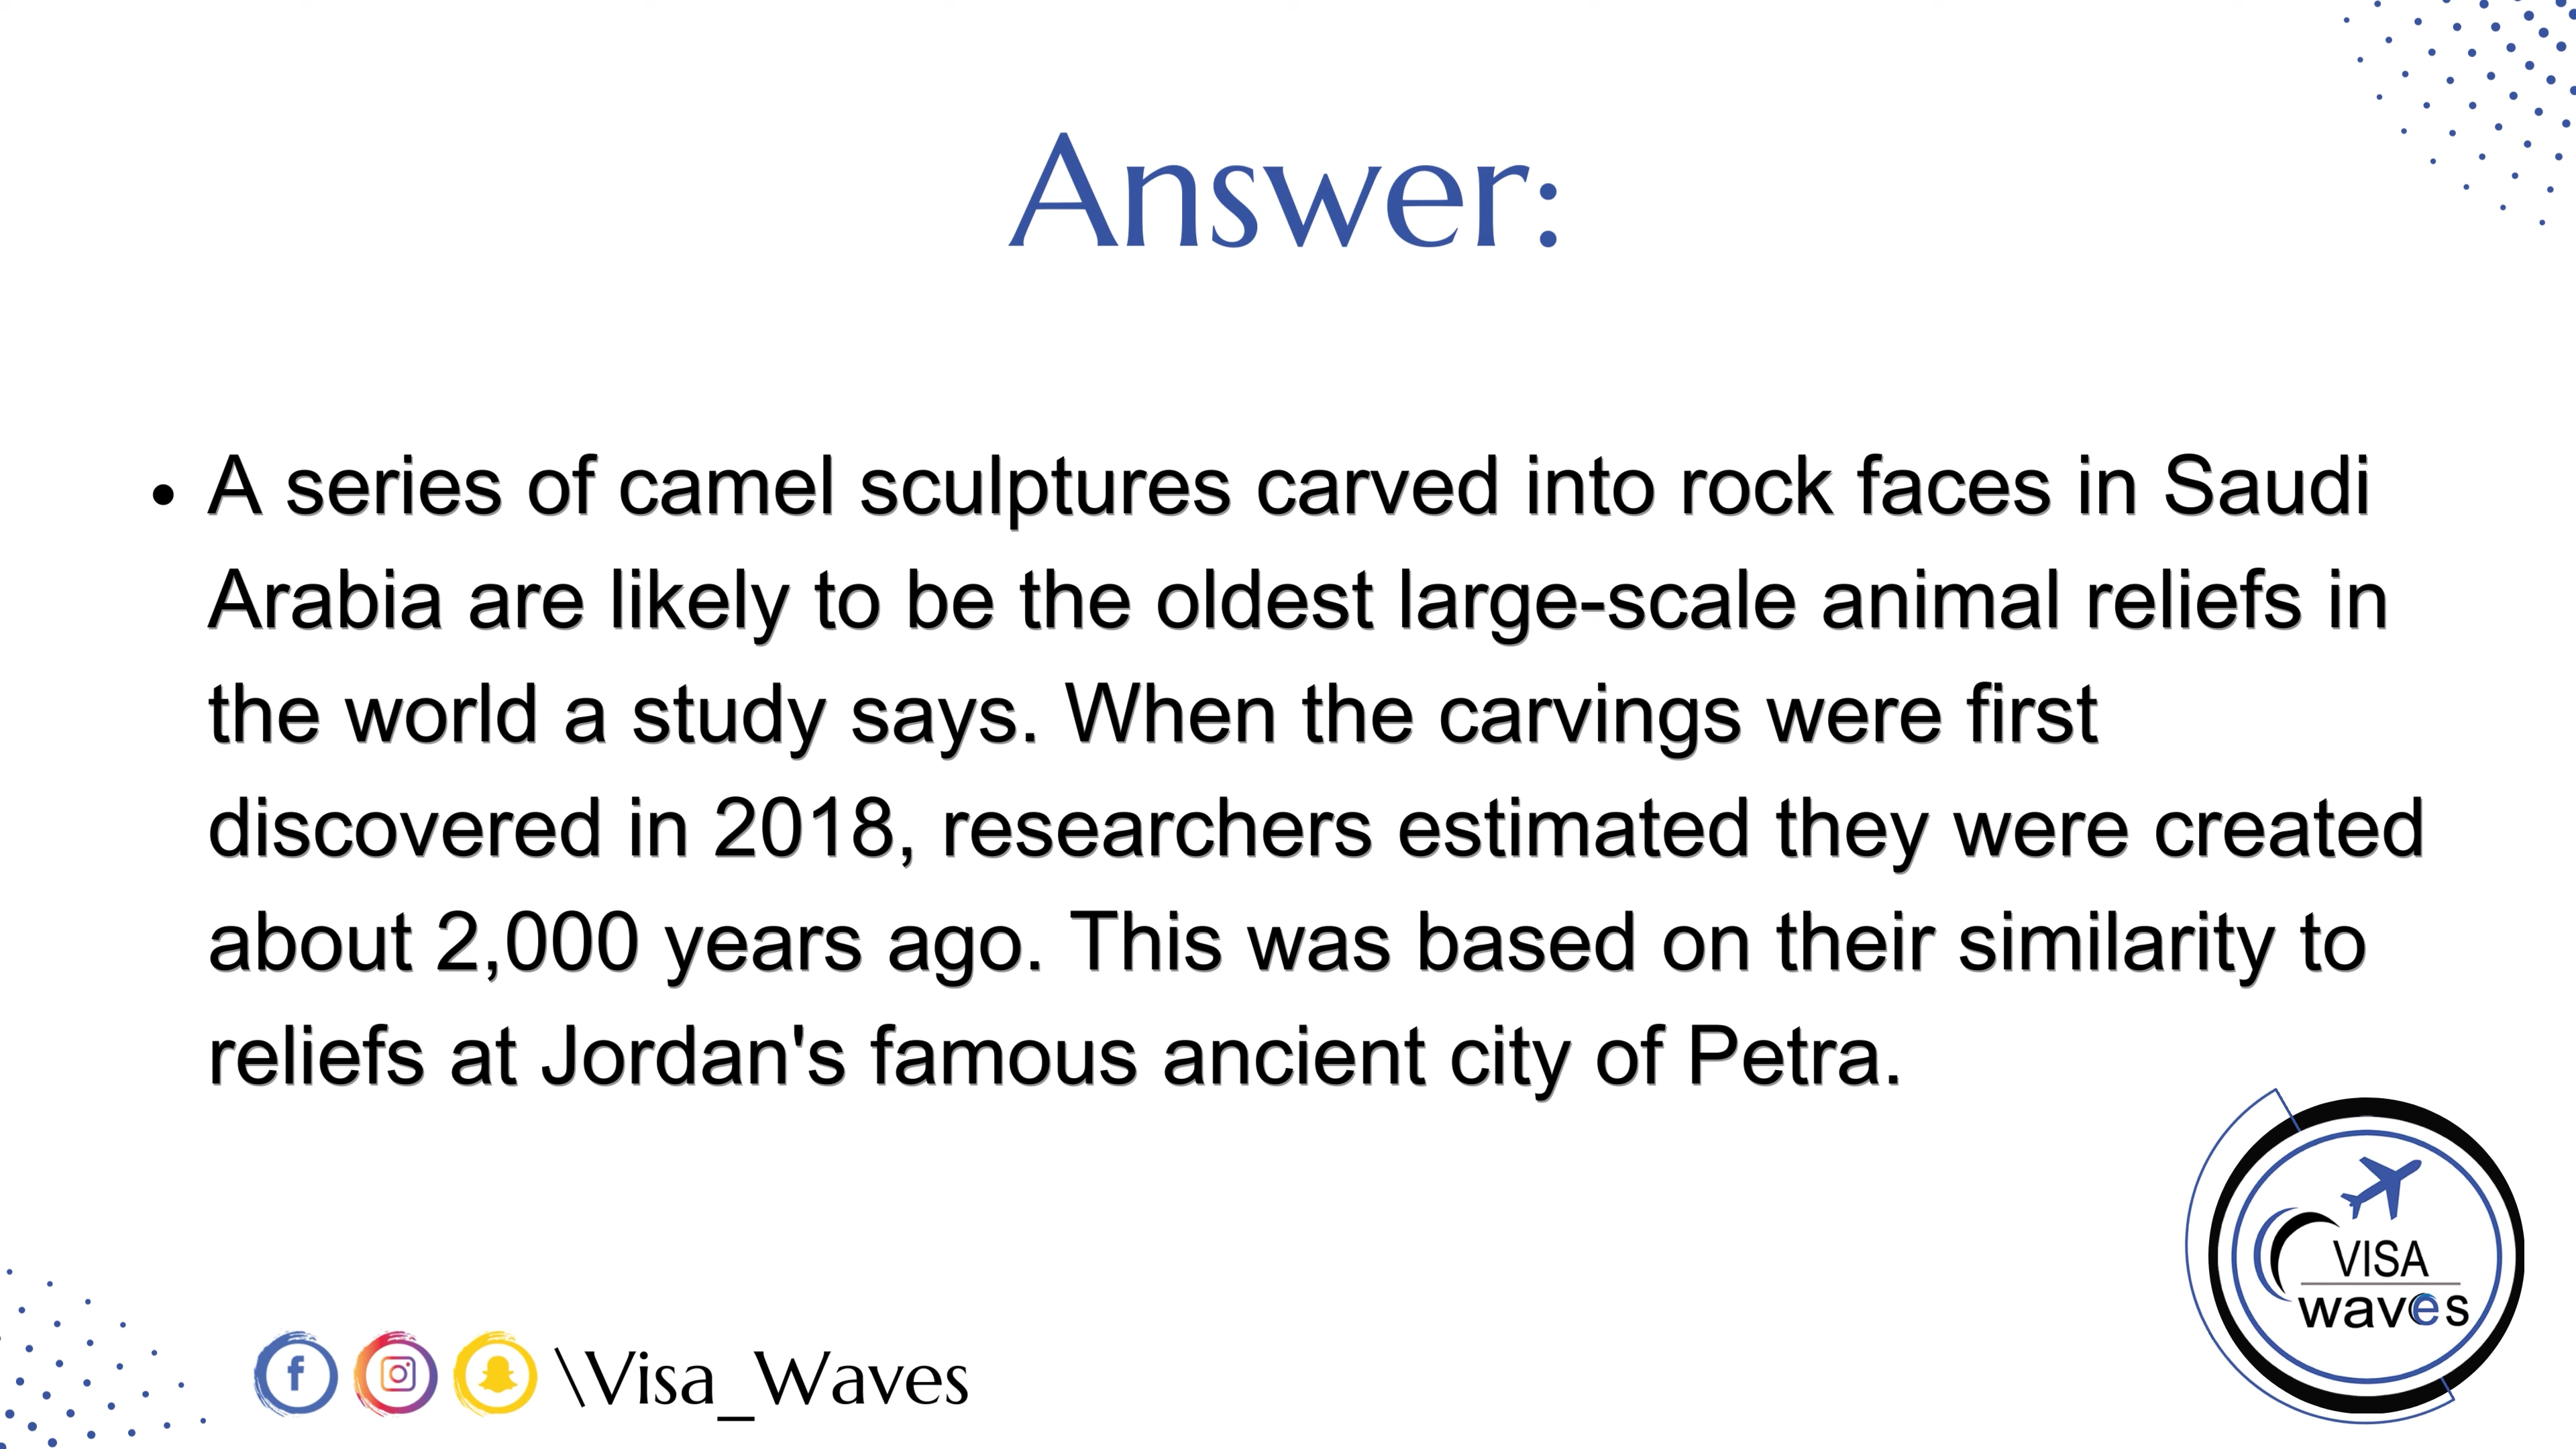 Answer:
• A series of camel sculptures carved into rock faces in Saudi
Arabia are likely to be the oldest large-scale animal reliefs in
the world a study says. When the carvings were first
discovered in 2018, researchers estimated they were created
about 2,000 years ago. This was based on their similarity to
reliefs at Jordan's famous ancient city of Petra.
VISA
waves
\Visa_Waves